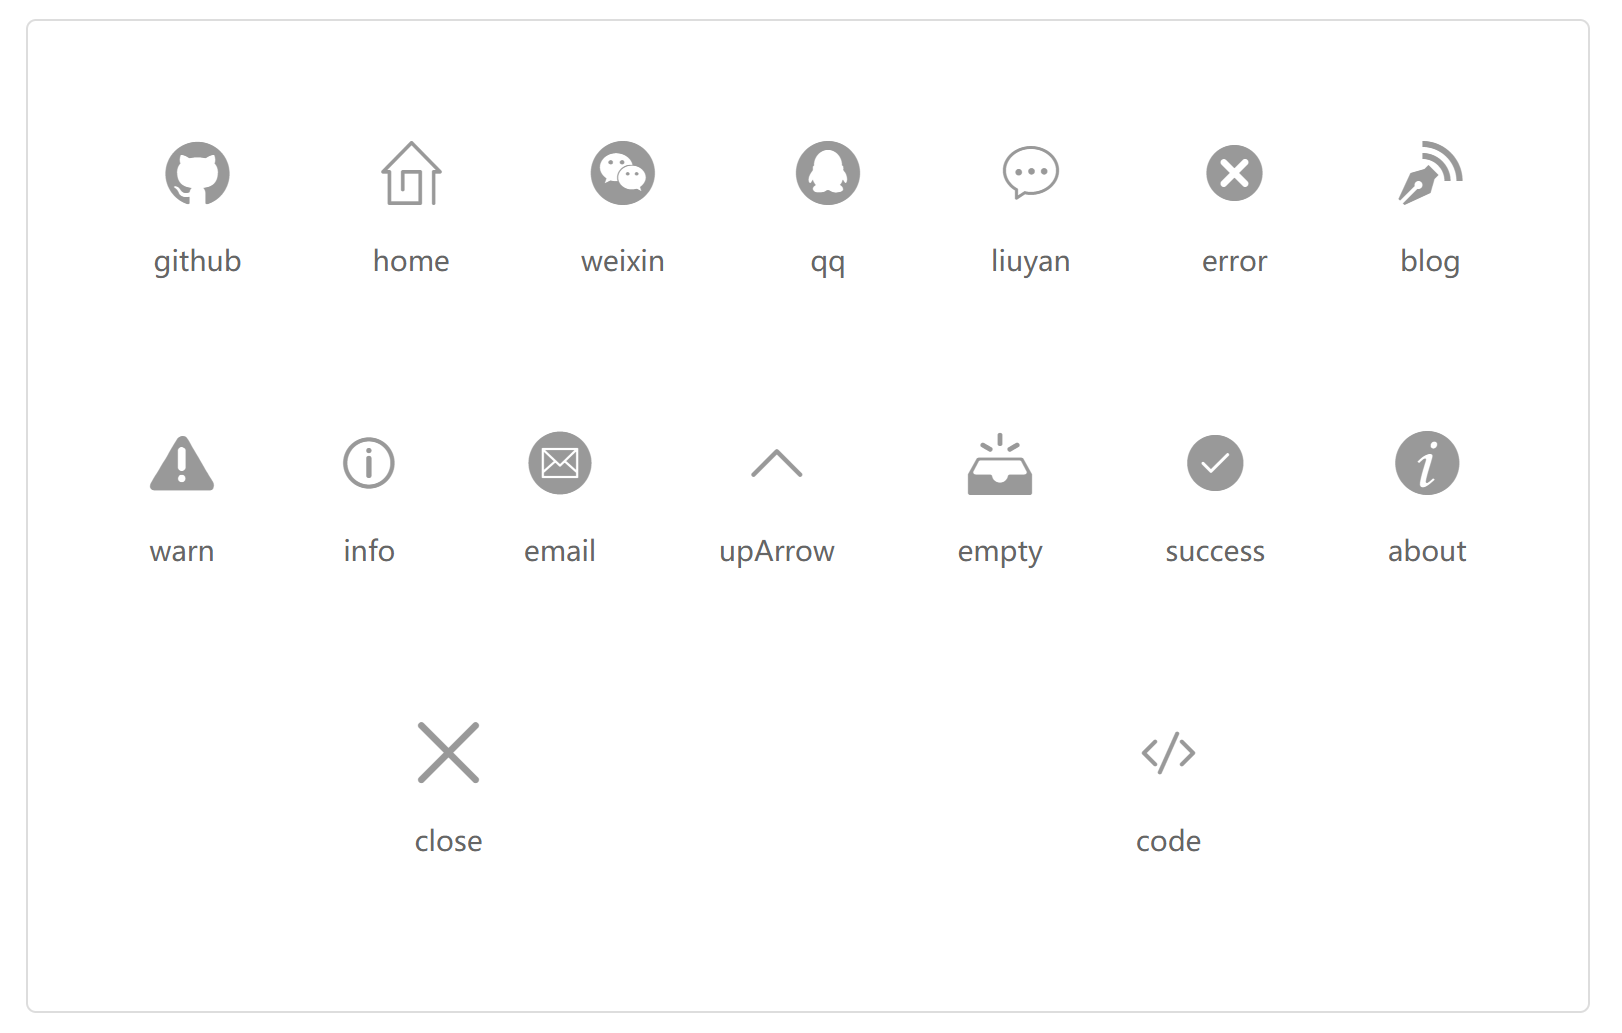 github home weixin qq liuyan error blog
warn info email upArrow empty success about
close code